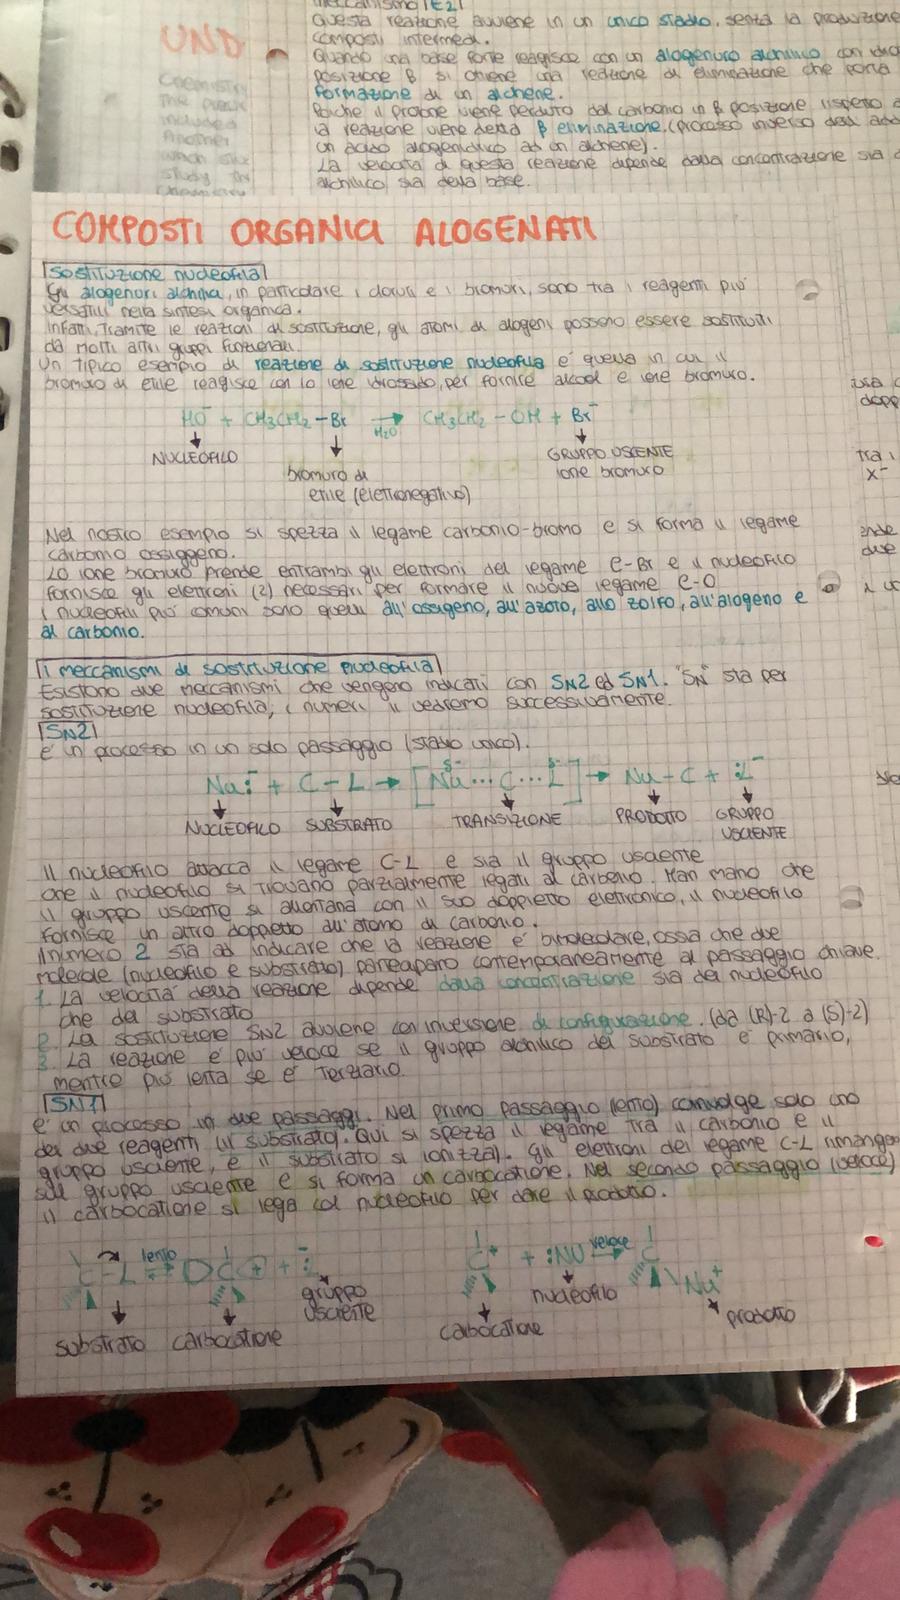 meccanismo E2
Questa reazione avviene in un unico stadio, senza la produzione
composti intermedi.
Quando una base forte reagisce con un alogenuro alchilico con
posizione β si ottiene una reazione di eliminazione che porta
formazione di un alchene.
Poiché il protone viene perduto dal carbonio in β posizione, rispetto
la reazione viene detta β eliminazione. (processo inverso dell
un acido alogenidrico ad un alchene).
La velocità di questa reazione dipende dalla concentrazione sia
alchilico sia della base.
UND
Chemistry
The
included
Another
which
study the
Chemistry
COMPOSTI ORGANICI ALOGENATI
Sostituzione nucleofila
Gli alogenuri alchilici, in particolare i cloruri e i bromuri, sono tra i reagenti più
versatili nella sintesi organica.
Infatti, tramite le reazioni di sostituzione, gli atomi di alogeni possono essere sostituiti
da molti altri gruppi funzionali.
Un tipico esempio di reazione di sostituzione nucleofila è quella in cui il
bromuro di etile reagisce con lo ione idrossido, per fornire alcool e ione bromuro.
HO⁻ + CH3CH2-Br → H2O CH3CH2-OH + Br⁻
NUCLEOFILO
bromuro di
etile (elettronegativo)
GRUPPO USCENTE
ione bromuro
Nel nostro esempio si spezza il legame carbonio-bromo e si forma il legame
carbonio ossigeno.
Lo ione bromuro prende entrambi gli elettroni del legame C-Br e il nucleofilo
fornisce gli elettroni (2) necessari per formare il nuovo legame C-O
I nucleofili più comuni sono quelli all'ossigeno, all'azoto, allo zolfo, all'alogeno e
al carbonio.
I meccanismi di sostituzione nucleofila
Esistono due meccanismi che vengono indicati con SN2 ed SN1. "SN" sta per
sostituzione nucleofila, i numeri li vedremo successivamente.
SN2
è un processo in un solo passaggio (stadio unico).
Nu:⁻ + C-L → [Nu δ⁻ ... C ... L δ⁻] → Nu-C + :L⁻
NUCLEOFILO SUBSTRATO TRANSIZIONE PRODOTTO GRUPPO
USCENTE
Il nucleofilo attacca il legame C-L e sia il gruppo uscente
che il nucleofilo si trovano parzialmente legati al carbonio. Man mano che
il gruppo uscente si allontana con il suo doppietto elettronico, il nucleofilo
fornisce un altro doppietto all'atomo di carbonio.
Il numero 2 sta ad indicare che la reazione è bimolecolare, ossia che due
molecole (nucleofilo e substrato) partecipano contemporaneamente al passaggio chiave.
1. La velocità della reazione dipende dalla concentrazione sia del nucleofilo
che del substrato
2. La sostituzione SN2 avviene con inversione di configurazione. (da (R)-2 a (S)-2)
3. La reazione è più veloce se il gruppo alchilico del substrato è primario,
mentre più lenta se è terziario.
SN1
è un processo in due passaggi. Nel primo passaggio (lento) coinvolge solo uno
dei due reagenti (il substrato). Qui si spezza il legame tra il carbonio e il
gruppo uscente, e il substrato si ionizza). Gli elettroni del legame C-L rimangono
sul gruppo uscente e si forma un carbocatione. Nel secondo passaggio (veloce)
il carbocatione si lega col nucleofilo per dare il prodotto.
C-L lento C⁺ + :L⁻
C⁺ + :NU veloce C Nu⁺
substrato carbocatione gruppo
uscente
carbocatione nucleofilo prodotto